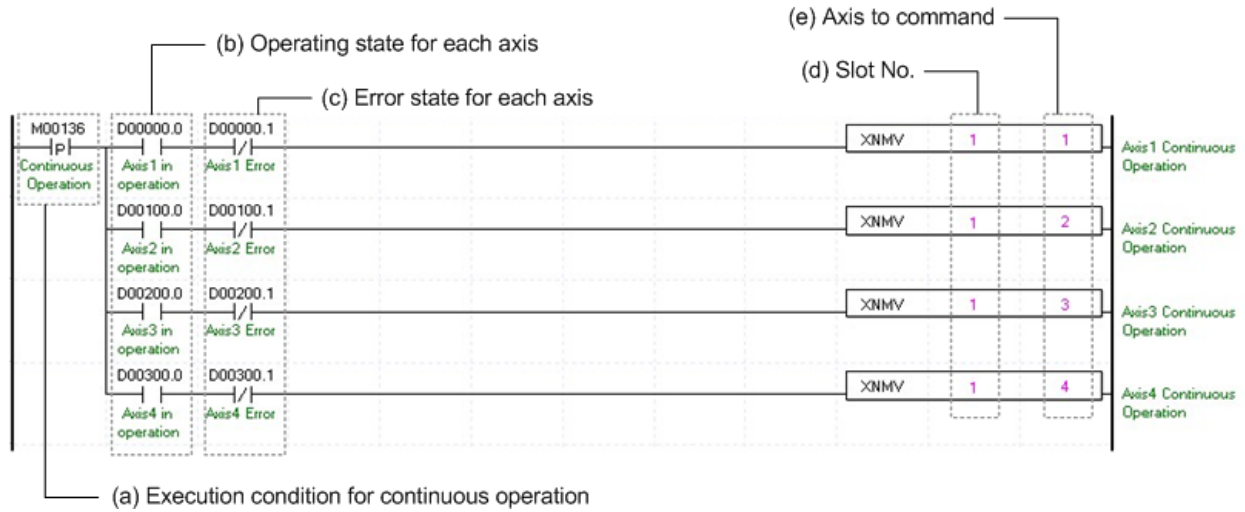 (e) Axis to command
(b) Operating state for each axis
(d) Slot No.
(c) Error state for each axis
M00136 D00000.0 D00000.1
P XNMV 1 1 Axis1 Continuous
Continuous Axis1 in Axis1 Error Operation
Operation operation
D00100.0 D00100.1
XNMV 1 2 Axis2 Continuous
Axis2 in Axis2 Error Operation
operation
D00200.0 D00200.1
XNMV 1 3 Axis3 Continuous
Axis3 in Axis3 Error Operation
operation
D00300.0 D00300.1
XNMV 1 4 Axis4 Continuous
Axis4 in Axis4 Error Operation
operation
(a) Execution condition for continuous operation